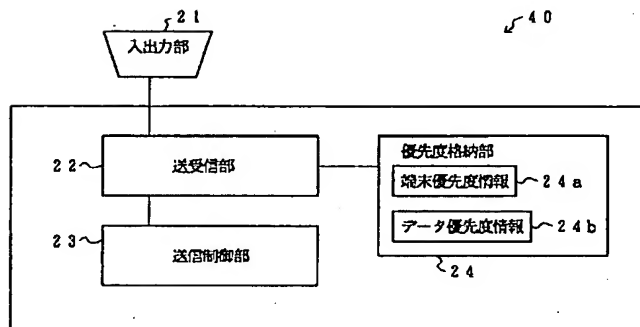 ２１
４０
入出力部
２２
送受信部
優先度格納部
端末優先度情報
２４ａ
データ優先度情報
２４ｂ
２３
送信制御部
２４